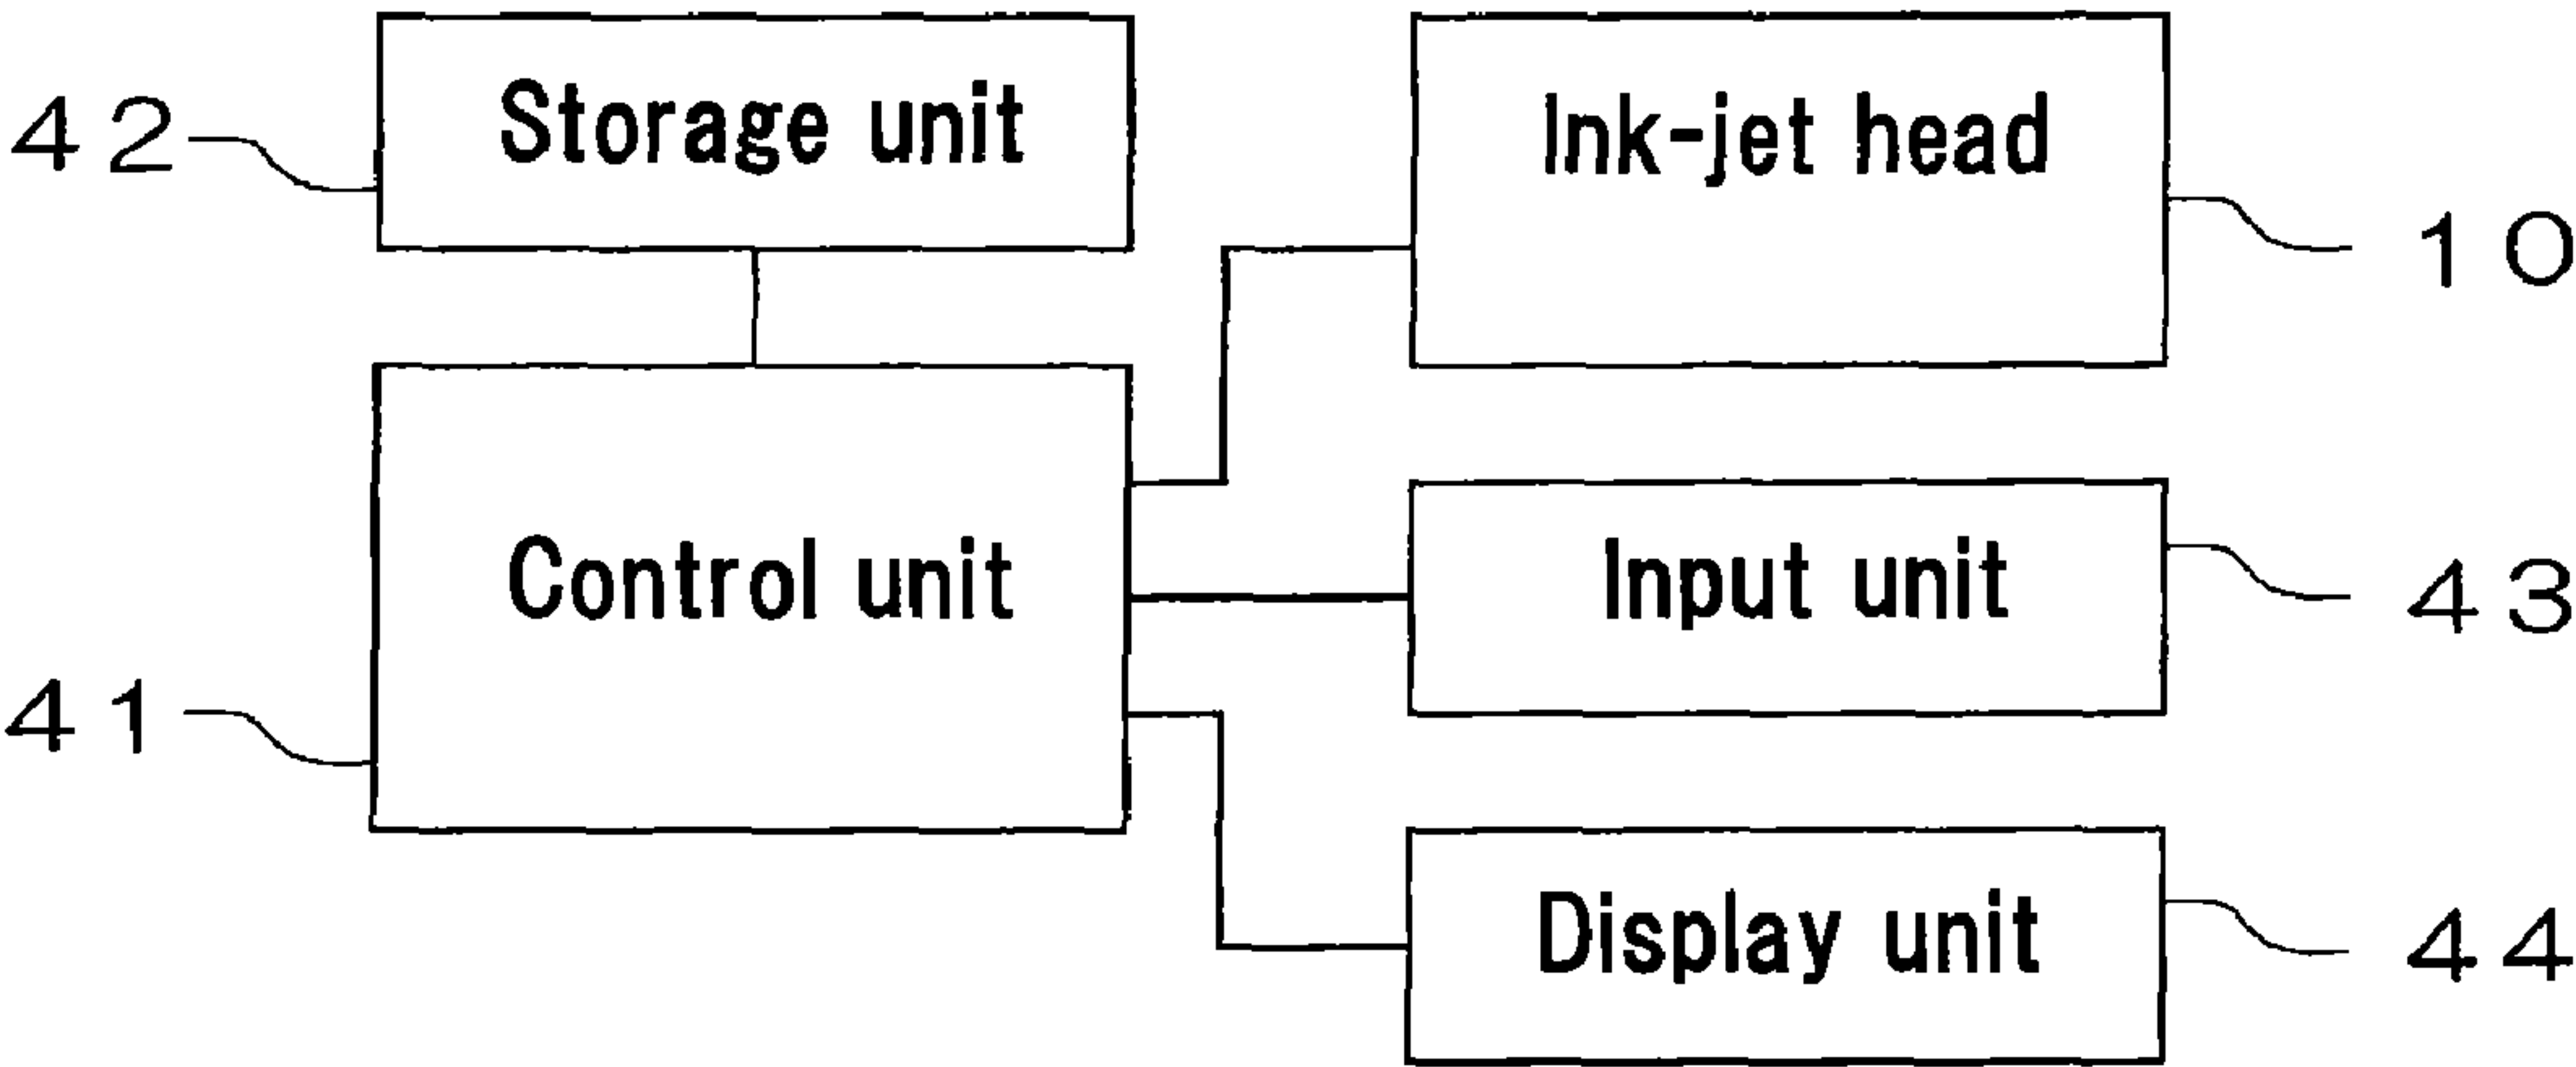 42
Storage unit
Ink-jet head
10
Control unit
41
Input unit
43
Display unit
44